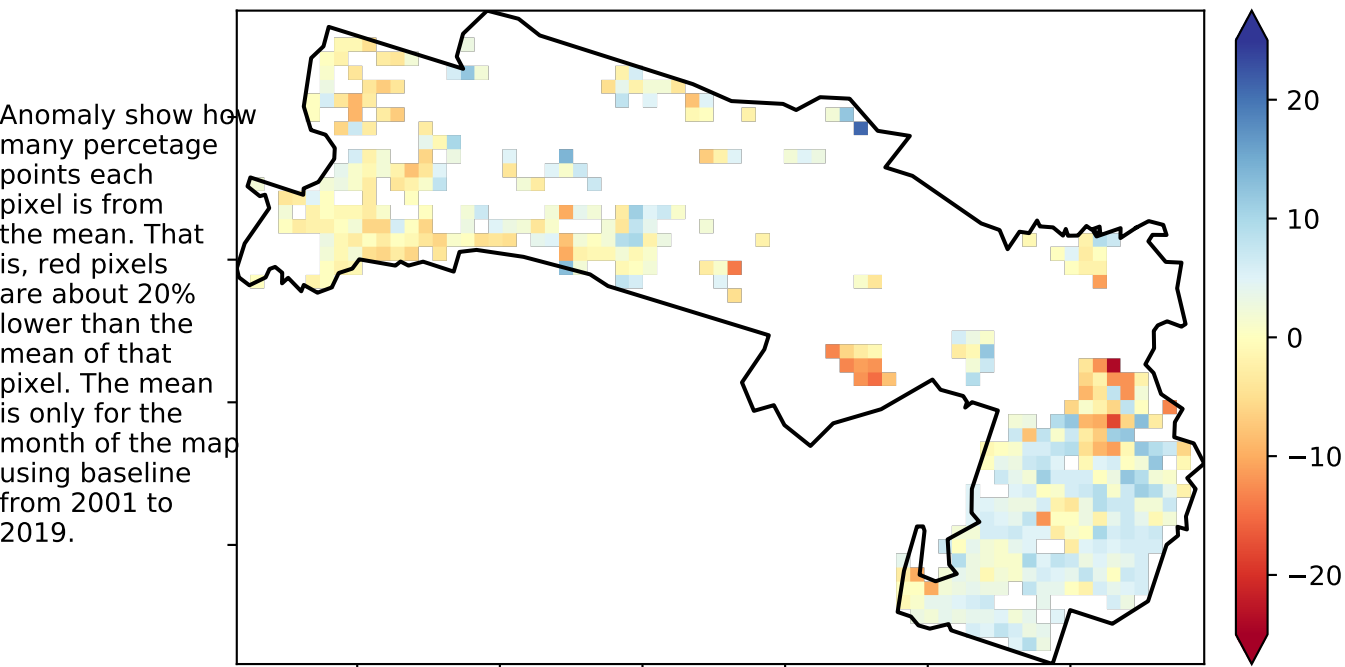 Anomaly show how
many percetage
points each
pixel is from
the mean. That
is, red pixels
are about 20%
lower than the
mean of that
pixel. The mean
is only for the
month of the map
using baseline
from 2001 to
2019.
20
10
0
−10
−20